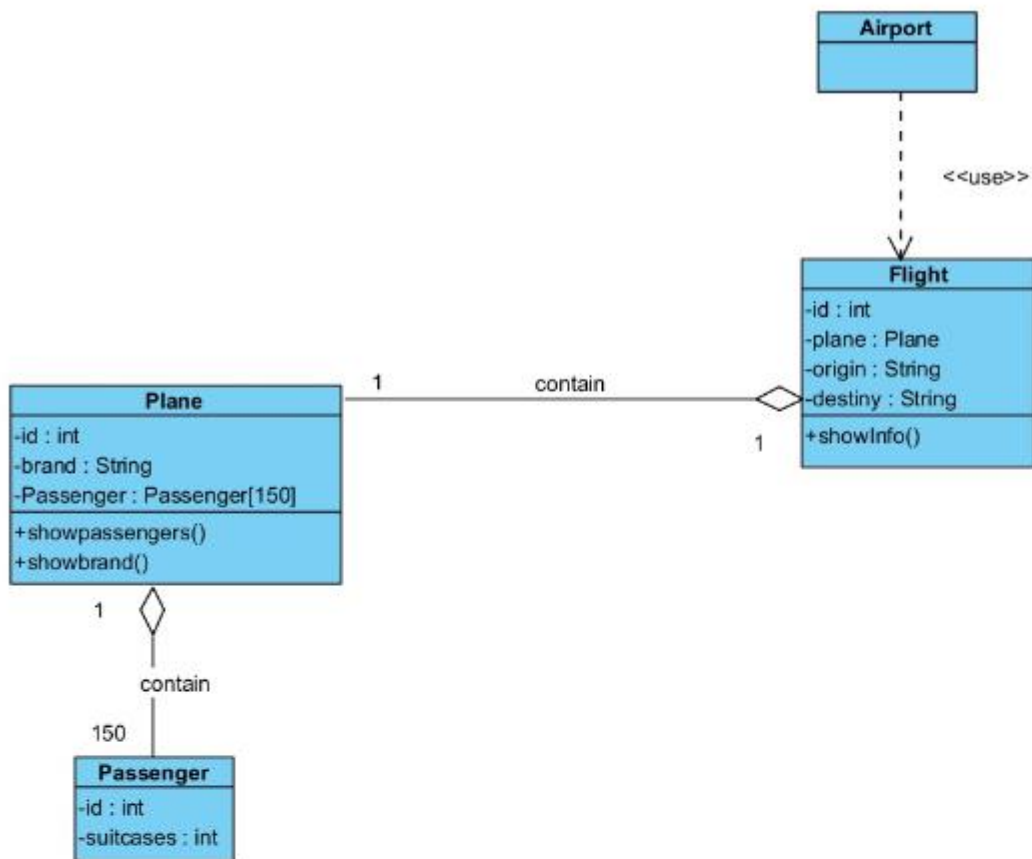 Airport
<<use>>
Flight
-id : int
-plane : Plane
-origin : String
-destiny : String
+showInfo()
1
contain
1
Plane
-id : int
-brand : String
-Passenger : Passenger[150]
+showpassengers()
+showbrand()
1
contain
150
Passenger
-id : int
-suitcases : int